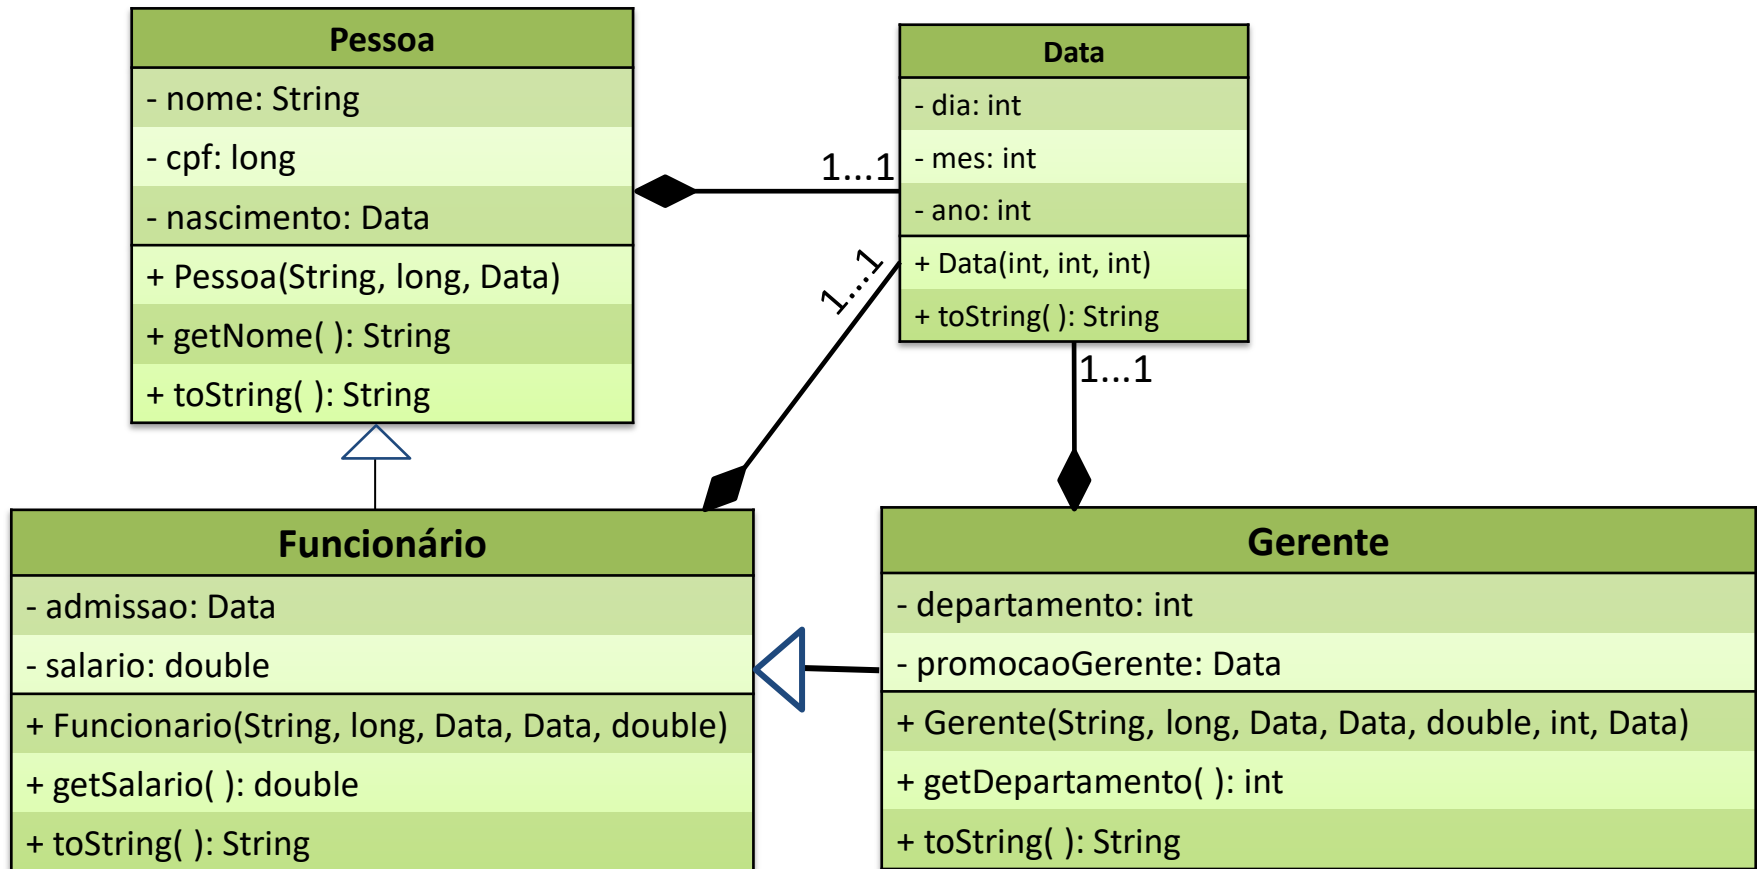 Pessoa
- nome: String
- cpf: long
- nascimento: Data
+ Pessoa(String, long, Data)
+ getNome( ): String
+ toString( ): String
Data
- dia: int
- mes: int
- ano: int
+ Data(int, int, int)
+ toString( ): String
1...1
1...1
1...1
Funcionário
- admissao: Data
- salario: double
+ Funcionario(String, long, Data, Data, double)
+ getSalario( ): double
+ toString( ): String
Gerente
- departamento: int
- promocaoGerente: Data
+ Gerente(String, long, Data, Data, double, int, Data)
+ getDepartamento( ): int
+ toString( ): String